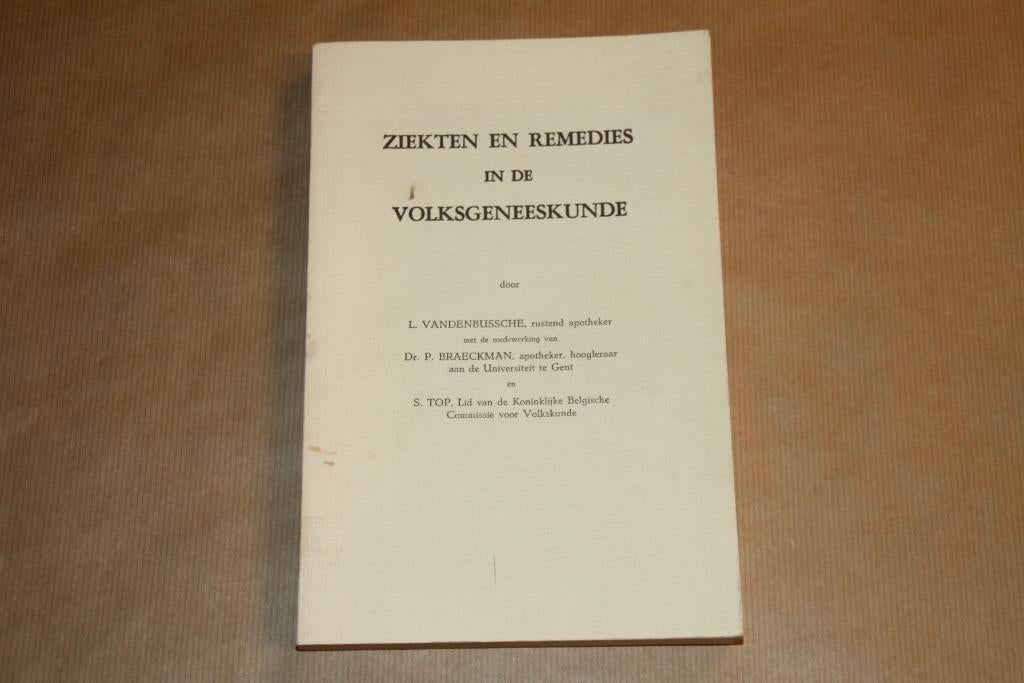 ZIEKTEN EN REMEDIES
IN DE
VOLKSGENEESKUNDE
door
L. VANDENBUSSCHE, rustend apotheker
met de medewerking van
Dr. P. BRAECKMAN, apotheker, hoogleraar
aan de Universiteit te Gent
en
S. TOP, Lid van de Koninklijke Belgische
Commissie voor Volkskunde